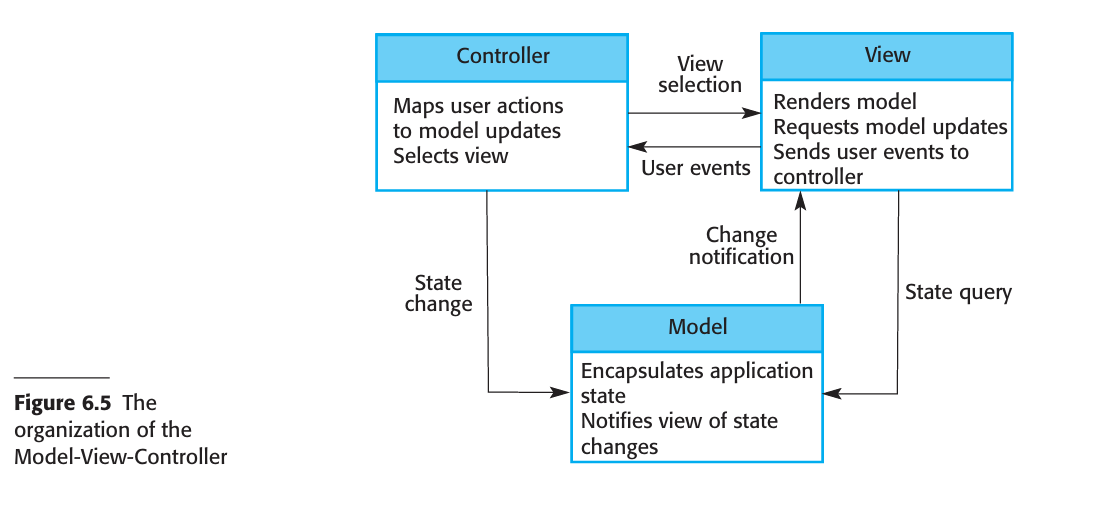 Controller
Maps user actions
to model updates
Selects view
View
selection
User events
View
Renders model
Requests model updates
Sends user events to
controller
State
change
Change
notification
State query
Model
Encapsulates application
state
Notifies view of state
changes
Figure 6.5 The
organization of the
Model-View-Controller